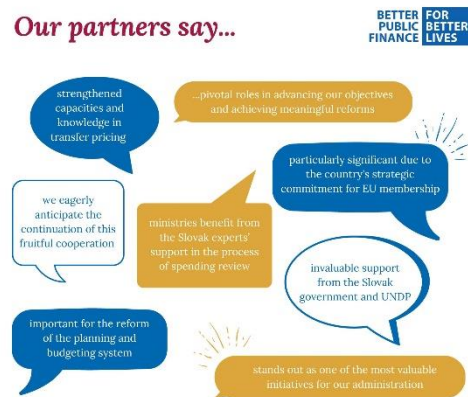 Our partners say...
BETTER FOR
PUBLIC BETTER
FINANCE LIVES
strengthened
capacities and
knowledge in
transfer pricing
...pivotal roles in advancing our objectives
and achieving meaningful reforms
particularly significant due to
the country's strategic
commitment for EU membership
we eagerly
anticipate the
continuation of this
fruitful cooperation
ministries benefit from
the Slovak experts'
support in the process
of spending review
invaluable support
from the Slovak
government and UNDP
important for the reform
of the planning and
budgeting system
stands out as one of the most valuable
initiatives for our administration